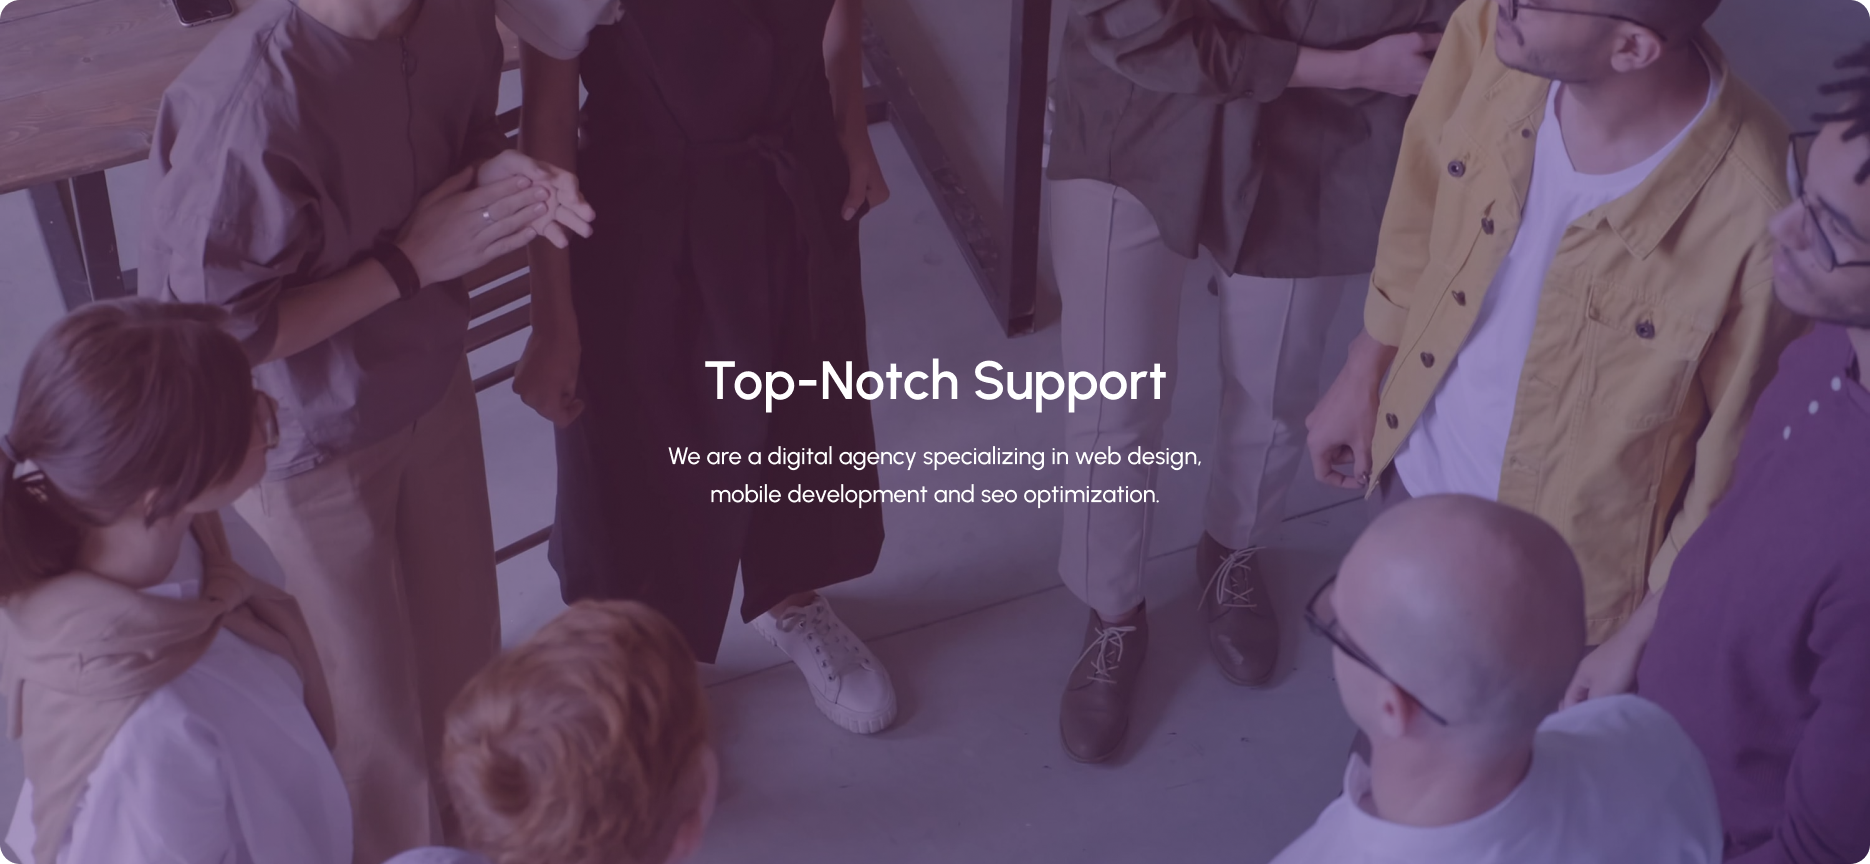 Top-Notch Support
We are a digital agency specializing in web design,
mobile development and seo optimization.